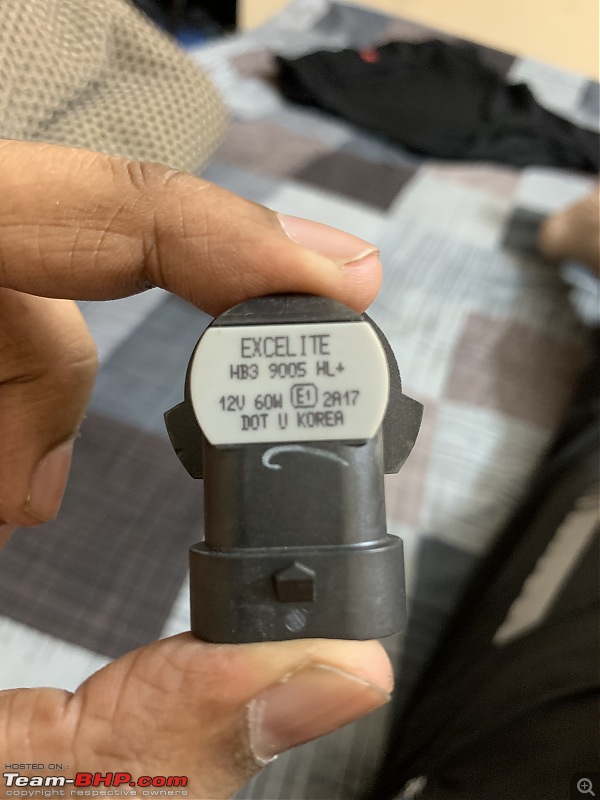 EXCELITE
HB3 9005 HL+
12V 60W E1 2A17
DOT U KOREA
HOSTED ON :
Team-BHP.com
copyright respective owners